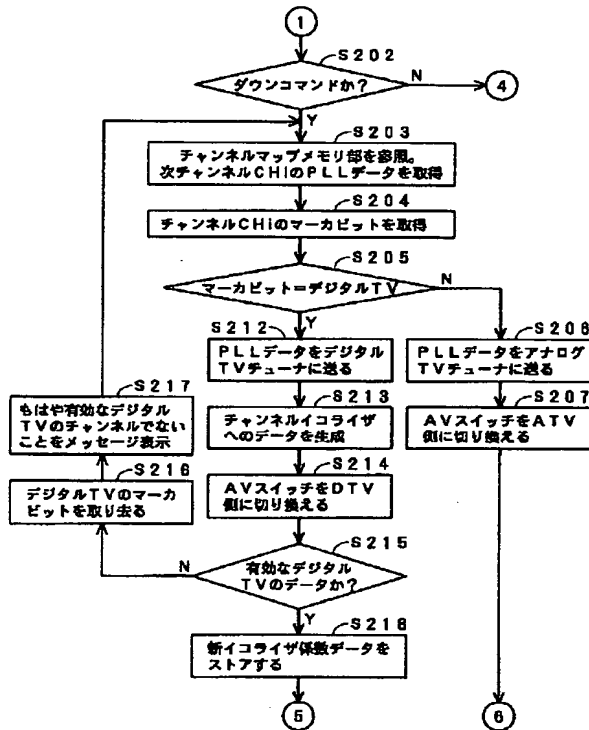 1
S202
ダウンコマンドか?
N
4
Y
S203
チャンネルマップメモリ部を参照。
次チャンネルCHiのPLLデータを取得
S204
チャンネルCHiのマーカビットを取得
S205
マーカビット=デジタルTV
N
Y
S212
PLLデータをデジタル
TVチューナに送る
S206
PLLデータをアナログ
TVチューナに送る
S213
チャンネルイコライザ
へのデータを生成
S207
AVスイッチをATV
側に切り換える
S214
AVスイッチをDTV
側に切り換える
S215
有効なデジタル
TVのデータか?
N
S216
デジタルTVのマーカ
ビットを取り去る
S217
もはや有効なデジタル
TVのチャンネルでない
ことをメッセージ表示
Y
S218
新イコライザ係数データを
ストアする
5
6